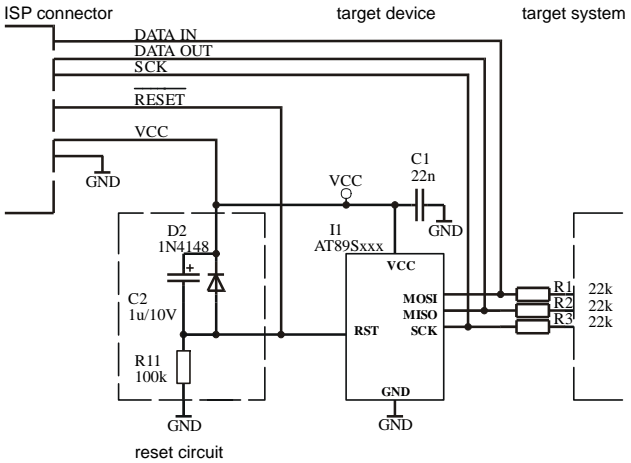 ISP connector
target device
target system
DATA IN
DATA OUT
SCK
RESET
VCC
GND
C1
22n
VCC
GND
D2
1N4148
I1
AT89Sxxx
VCC
C2
1u/10V
+
MOSI
MISO
SCK
RST
R1 22k
R2 22k
R3 22k
R11
100k
GND
GND
GND
reset circuit